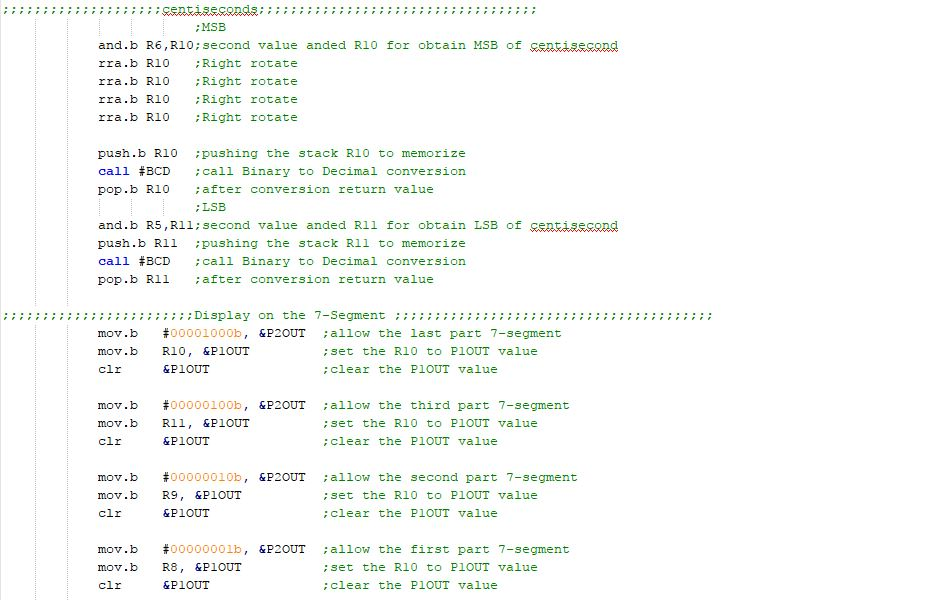 ;;;;;;;;;;;;;;;;;;;;centiseconds;;;;;;;;;;;;;;;;;;;;;;;;;;;;;;;;;;;
;MSB
and.b R6,R10;second value anded R10 for obtain MSB of centisecond
rra.b R10 ;Right rotate
rra.b R10 ;Right rotate
rra.b R10 ;Right rotate
rra.b R10 ;Right rotate
push.b R10 ;pushing the stack R10 to memorize
call #BCD ;call Binary to Decimal conversion
pop.b R10 ;after conversion return value
;LSB
and.b R5,R11;second value anded R11 for obtain LSB of centisecond
push.b R11 ;pushing the stack R11 to memorize
call #BCD ;call Binary to Decimal conversion
pop.b R11 ;after conversion return value
;;;;;;;;;;;;;;;;;;;;;;;;Display on the 7-Segment ;;;;;;;;;;;;;;;;;;;;;;;;;;;;;;;;;;;;;;;;
mov.b #00001000b, &P2OUT ;allow the last part 7-segment
mov.b R10, &P1OUT ;set the R10 to P1OUT value
clr &P1OUT ;clear the P1OUT value
mov.b #00000100b, &P2OUT ;allow the third part 7-segment
mov.b R11, &P1OUT ;set the R10 to P1OUT value
clr &P1OUT ;clear the P1OUT value
mov.b #00000010b, &P2OUT ;allow the second part 7-segment
mov.b R9, &P1OUT ;set the R10 to P1OUT value
clr &P1OUT ;clear the P1OUT value
mov.b #00000001b, &P2OUT ;allow the first part 7-segment
mov.b R8, &P1OUT ;set the R10 to P1OUT value
clr &P1OUT ;clear the P1OUT value